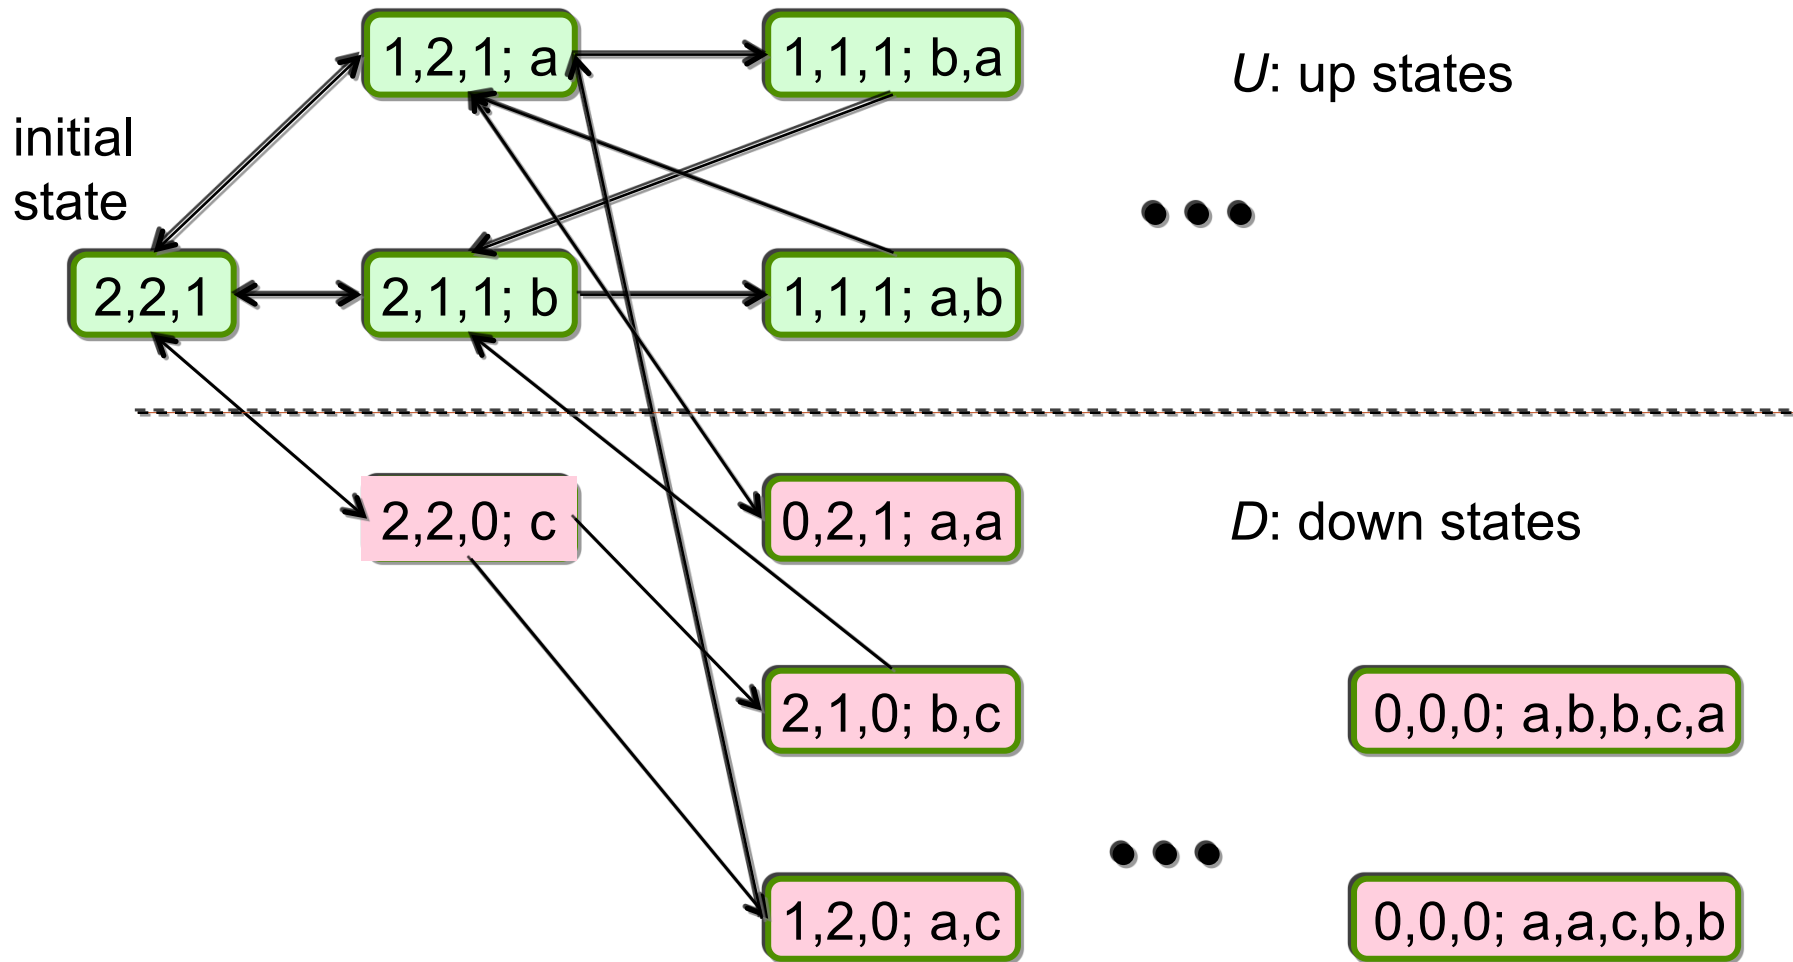 1,2,1; a
1,1,1; b,a
U: up states
initial
state
2,2,1
2,1,1; b
1,1,1; a,b
2,2,0; c
0,2,1; a,a
D: down states
2,1,0; b,c
0,0,0; a,b,b,c,a
1,2,0; a,c
0,0,0; a,a,c,b,b